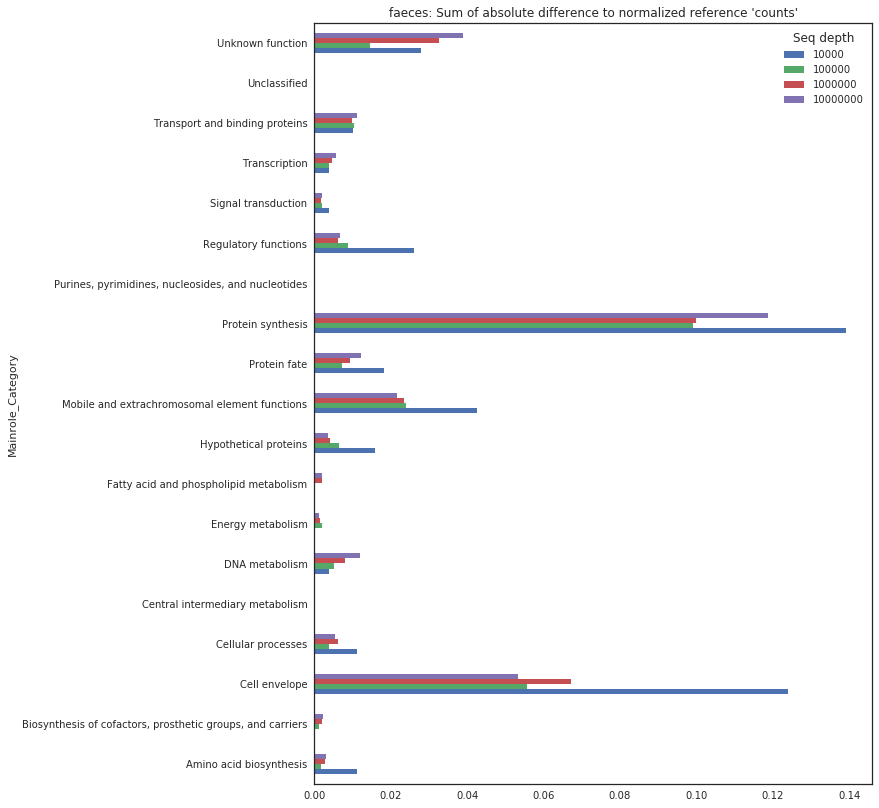 faeces: Sum of absolute difference to normalized reference 'counts'
Seq depth
10000
100000
1000000
10000000
Mainrole_Category
Unknown function
Unclassified
Transport and binding proteins
Transcription
Signal transduction
Regulatory functions
Purines, pyrimidines, nucleosides, and nucleotides
Protein synthesis
Protein fate
Mobile and extrachromosomal element functions
Hypothetical proteins
Fatty acid and phospholipid metabolism
Energy metabolism
DNA metabolism
Central intermediary metabolism
Cellular processes
Cell envelope
Biosynthesis of cofactors, prosthetic groups, and carriers
Amino acid biosynthesis
0.00 0.02 0.04 0.06 0.08 0.10 0.12 0.14